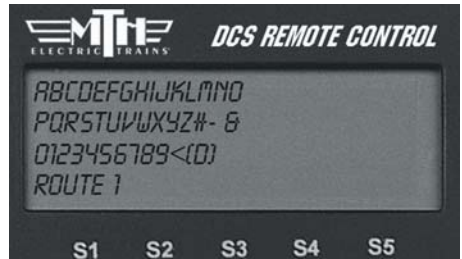 MTH
ELECTRIC TRAINS
DCS REMOTE CONTROL
ABCDEFGHIJKLMNO
PQRSTUVWXYZ#- &
0123456789<(D)
ROUTE 1
S1 S2 S3 S4 S5